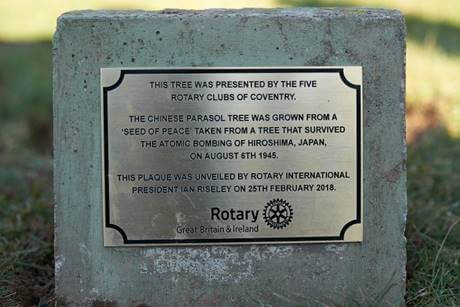 THIS TREE WAS PRESENTED BY THE FIVE
ROTARY CLUBS OF COVENTRY.
THE CHINESE PARASOL TREE WAS GROWN FROM A
'SEED OF PEACE' TAKEN FROM A TREE THAT SURVIVED
THE ATOMIC BOMBING OF HIROSHIMA, JAPAN,
ON AUGUST 6TH 1945.
THIS PLAQUE WAS UNVEILED BY ROTARY INTERNATIONAL
PRESIDENT IAN RISELEY ON 25TH FEBRUARY 2018.
Rotary
Great Britain & Ireland